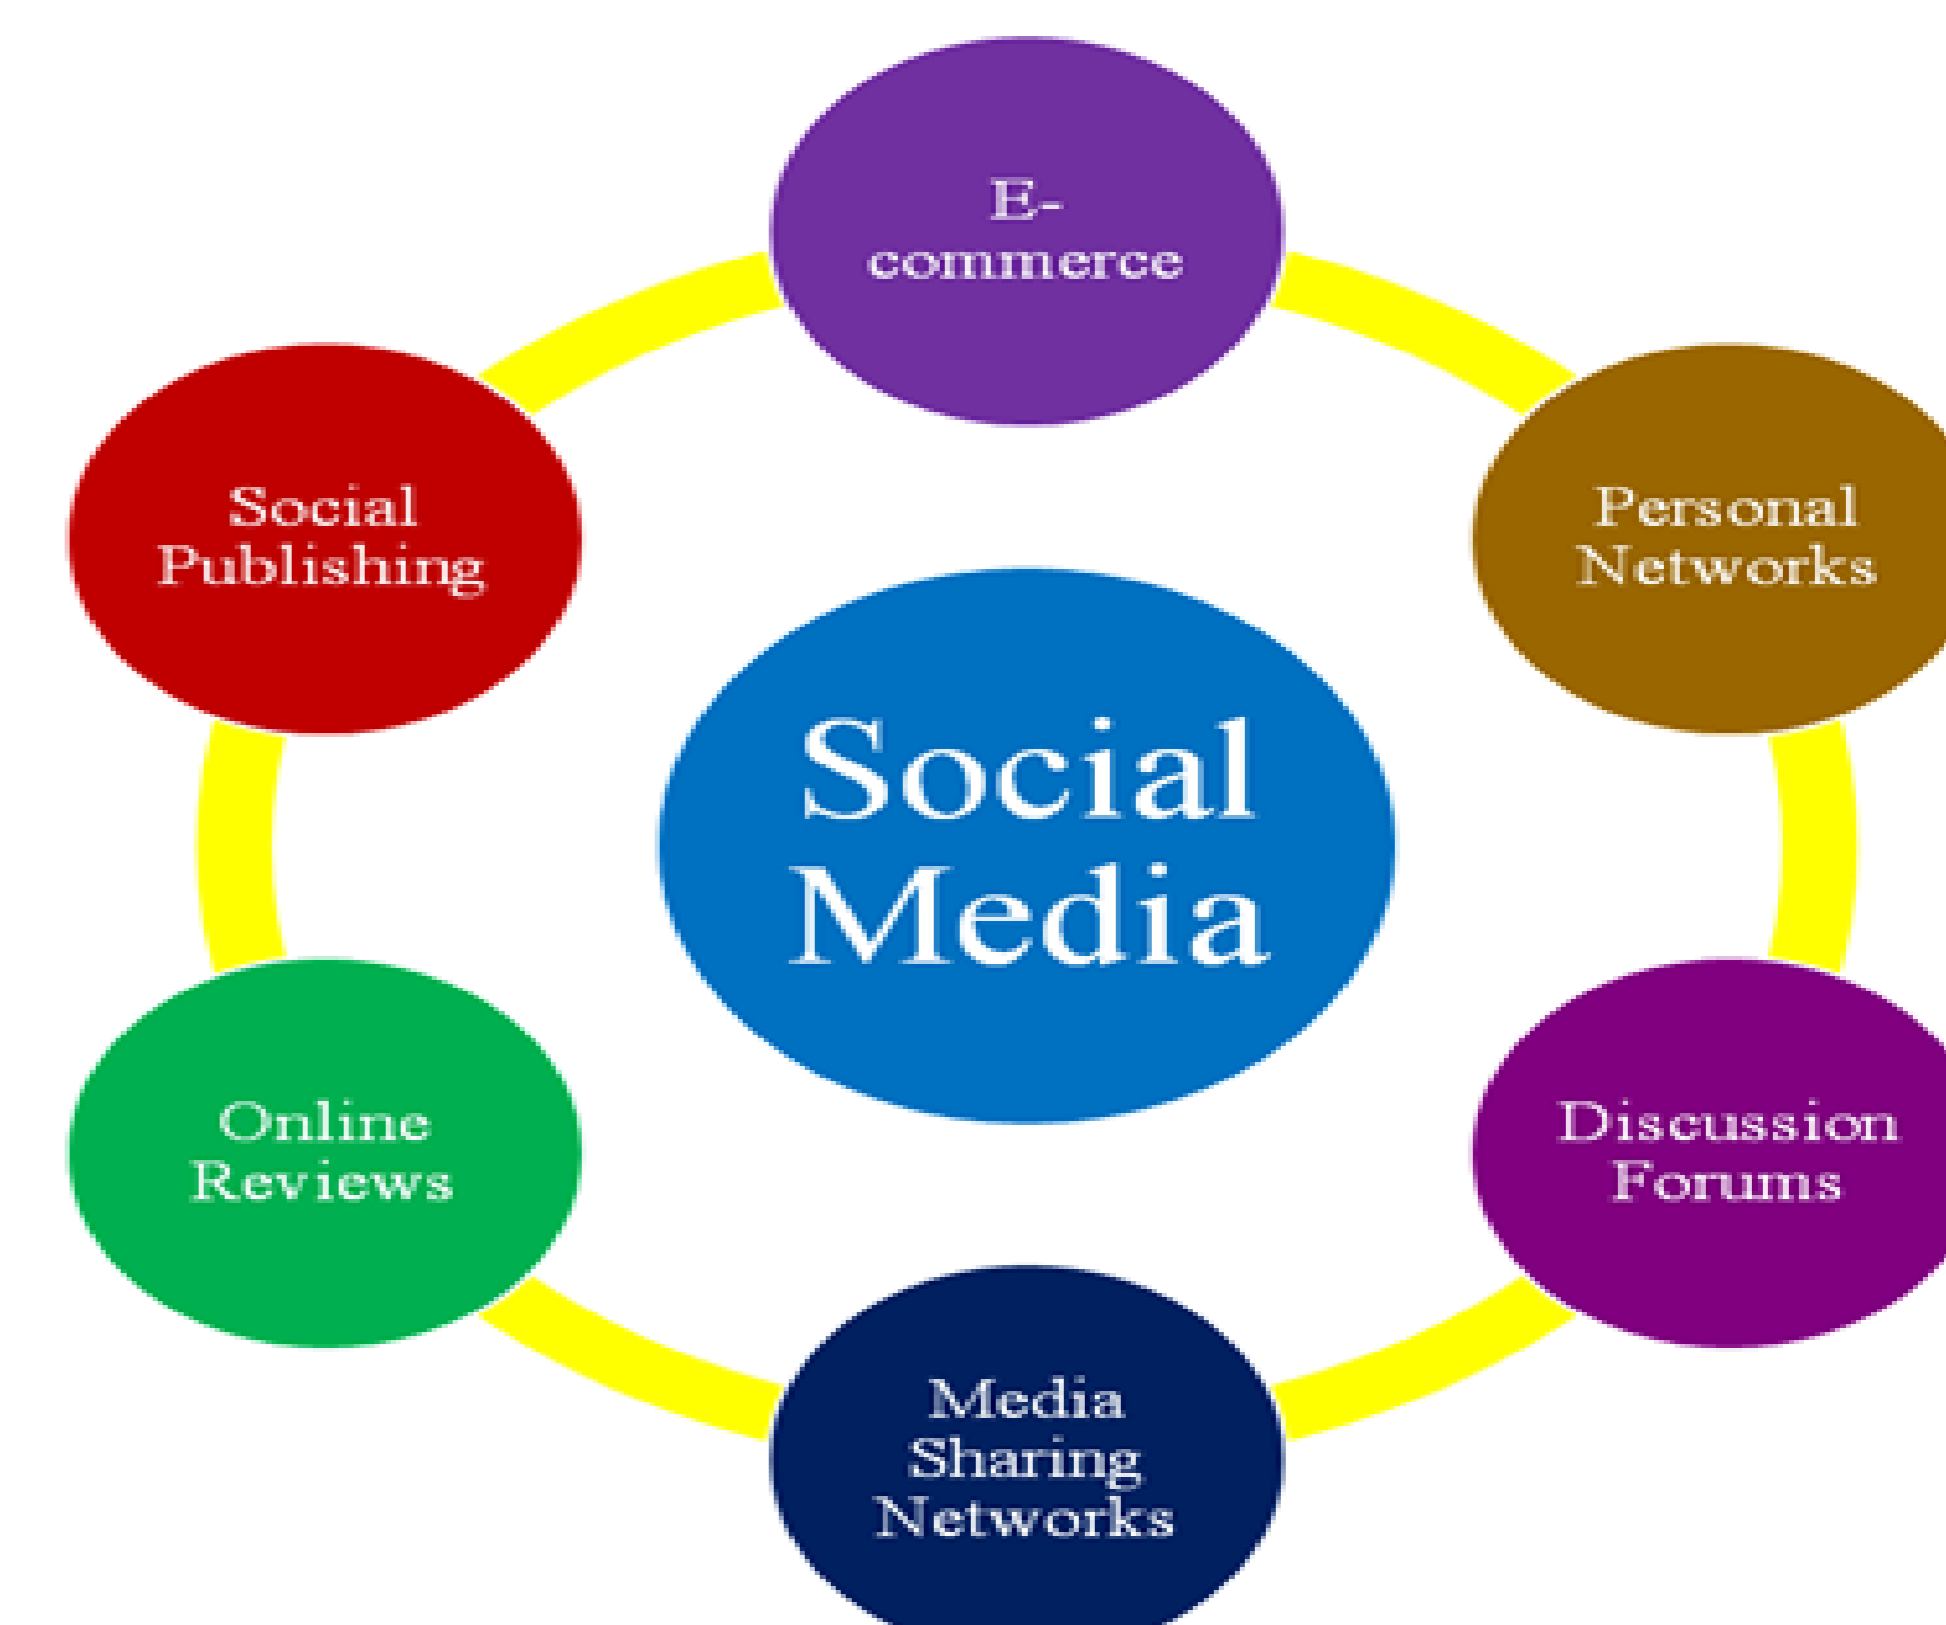 E-
commerce
Social
Publishing
Personal
Networks
Social
Media
Online
Reviews
Discussion
Forums
Media
Sharing
Networks